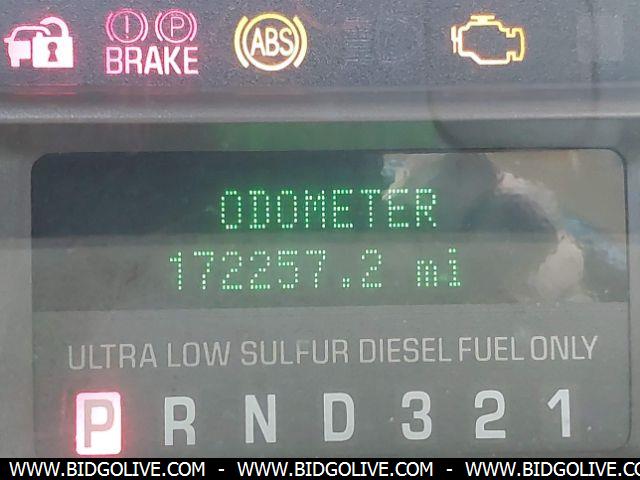 P
BRAKE
ABS
ODOMETER
172257.2 mi
ULTRA LOW SULFUR DIESEL FUEL ONLY
P R N D 3 2 1
WWW.BIDGOLIVE.COM - WWW.BIDGOLIVE.COM - WWW.BIDGOLIVE.COM